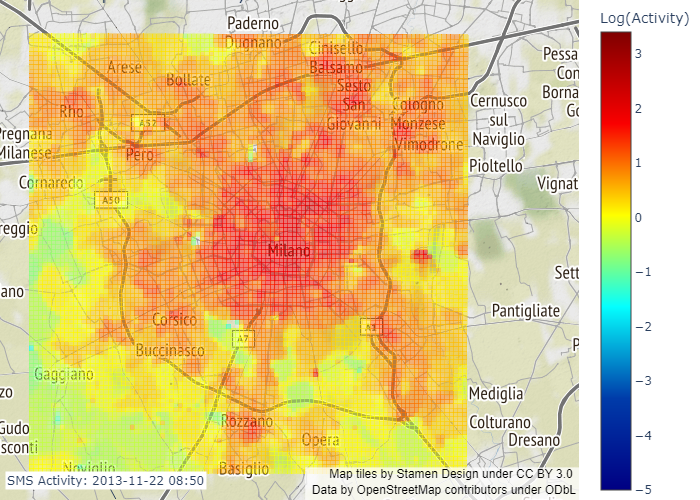 Paderno
Dugnano
Cinisello
Balsamo
Arese
Bollate
Sesto
San
Giovanni
Cologno
Monzese
Vimodrone
Rho
A52
Pero
Pregnana
Milanese
Cornaredo
A50
Cernusco
sul
Naviglio
Pioltello
Vignat
Pessa
Con
Borna
Go
reggio
Milano
ano
Sett
Pantigliate
Corsico
Buccinasco
A7
Gaggiano
zo
Gudo
sconti
Noviglio
Rozzano
Opera
Basiglio
Mediglia
Colturano
Dresano
P
SMS Activity: 2013-11-22 08:50
Map tiles by Stamen Design under CC BY 3.0
Data by OpenStreetMap contributors under ODbL
Log(Activity)
3
2
1
0
−1
−2
−3
−4
−5